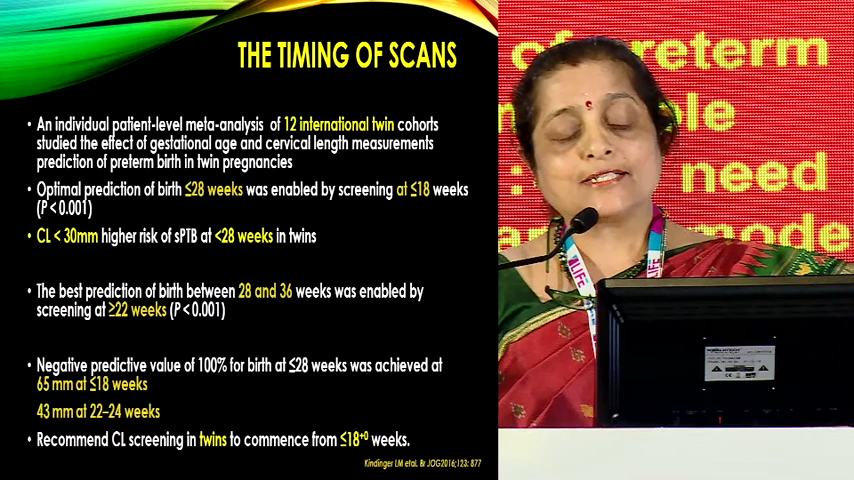 THE TIMING OF SCANS
• An individual patient-level meta-analysis of 12 international twin cohorts
studied the effect of gestational age and cervical length measurements
prediction of preterm birth in twin pregnancies
• Optimal prediction of birth ≤28 weeks was enabled by screening at ≤18 weeks
(P < 0.001)
• CL < 30mm higher risk of sPTB at <28 weeks in twins
• The best prediction of birth between 28 and 36 weeks was enabled by
screening at ≥22 weeks (P < 0.001)
• Negative predictive value of 100% for birth at ≤28 weeks was achieved at
65 mm at ≤18 weeks
43 mm at 22–24 weeks
• Recommend CL screening in twins to commence from ≤18⁺⁰ weeks.
Kindinger LM etal. Br JOG2016;123: 877
of preterm
: need
mode
LIFE
LIFE